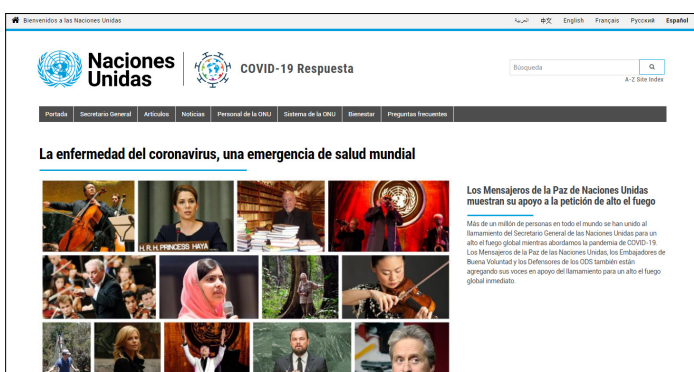 Bienvenidos a las Naciones Unidas
العربية 中文 English Français Русский Español
Naciones
Unidas
COVID-19 Respuesta
Búsqueda
A-Z Site Index
Portada Secretario General Artículos Noticias Personal de la ONU Sistema de la ONU Bienestar Preguntas frecuentes
La enfermedad del coronavirus, una emergencia de salud mundial
H.R.H. PRINCESS HAYA
Los Mensajeros de la Paz de Naciones Unidas
muestran su apoyo a la petición de alto el fuego
Más de un millón de personas en todo el mundo se han unido al
llamamiento del Secretario General de las Naciones Unidas para un
alto el fuego global mientras abordamos la pandemia de COVID-19.
Los Mensajeros de la Paz de las Naciones Unidas, los Embajadores de
Buena Voluntad y los Defensores de los ODS también están
agregando sus voces en apoyo del llamamiento para un alto el fuego
global inmediato.